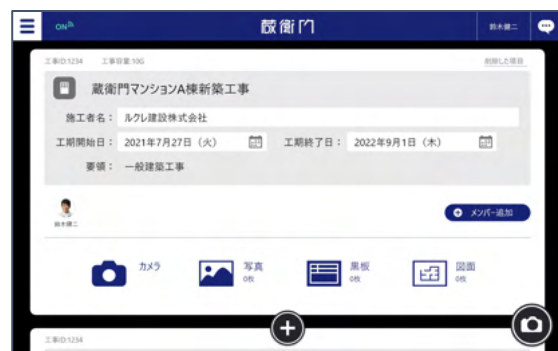 ON
蔵衛門
鈴木健二
工事ID:1234 工事容量:10G 削除した項目
蔵衛門マンションA棟新築工事
施工者名： ルクレ建設株式会社
工期開始日： 2021年7月27日（火） 工期終了日： 2022年9月1日（木）
要領： 一般建築工事
鈴木健二
メンバー追加
カメラ
写真
0枚
黒板
0枚
図面
0枚
工事ID:1234